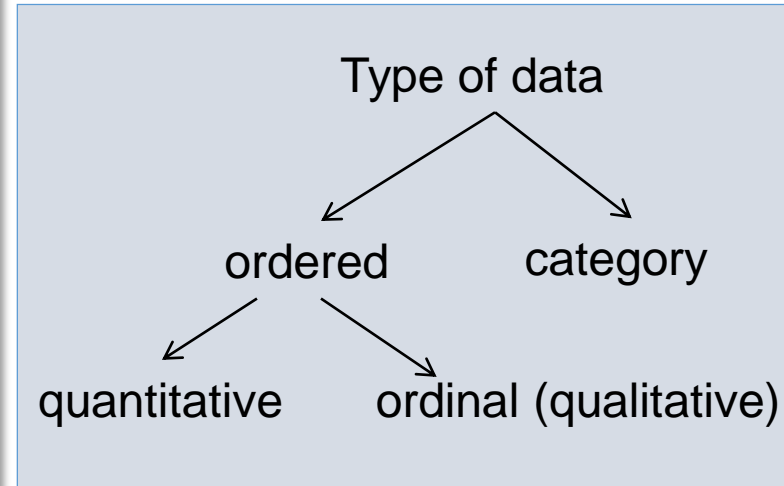 Type of data
ordered category
quantitative ordinal (qualitative)